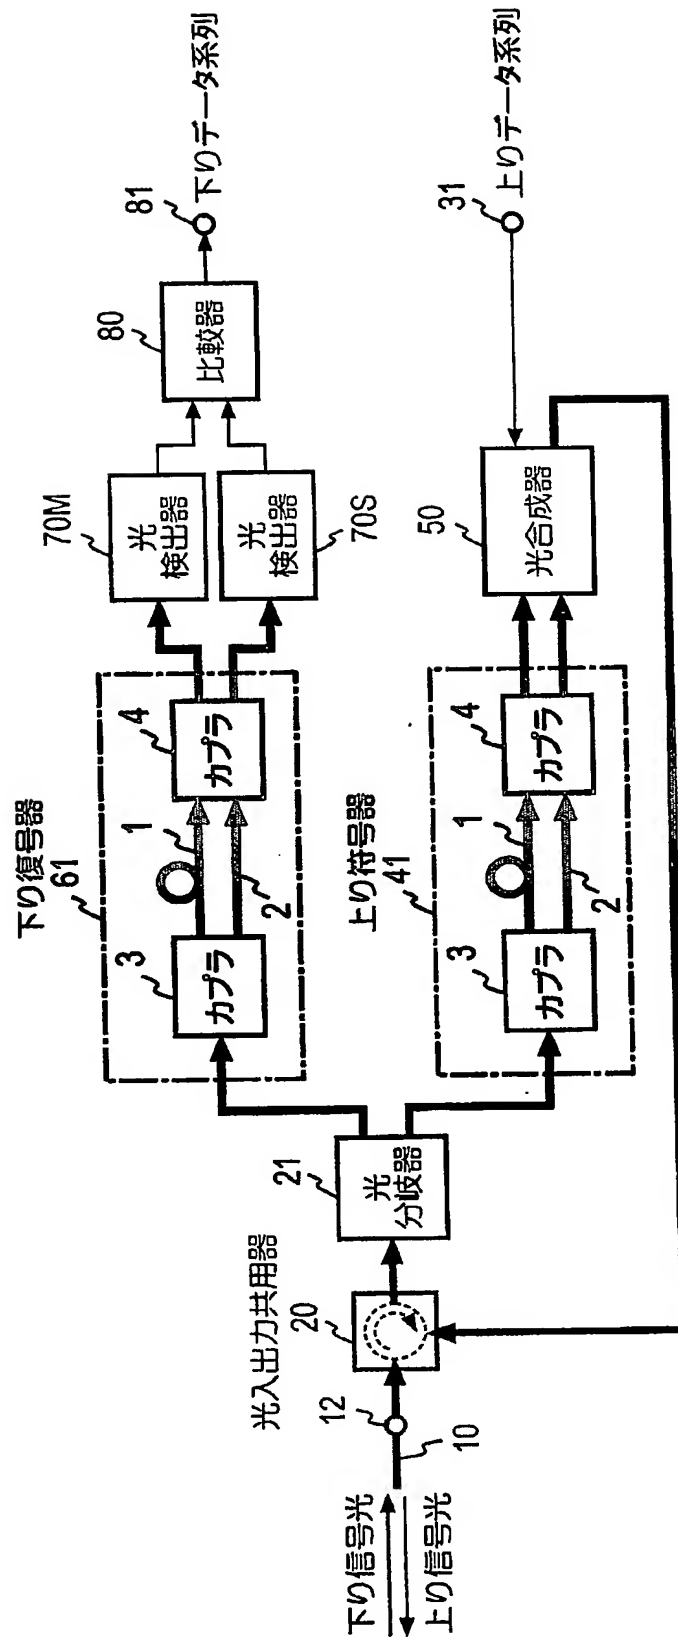 下り信号光
上り信号光
10
12
光入出力共用器
20
21
光
分岐器
下り復号器
61
3
カプラ
1
2
4
カプラ
70M
光
検出器
光
検出器
70S
80
比較器
81
下りデータ系列
上り符号器
41
3
カプラ
1
2
4
カプラ
50
光合成器
31
上りデータ系列